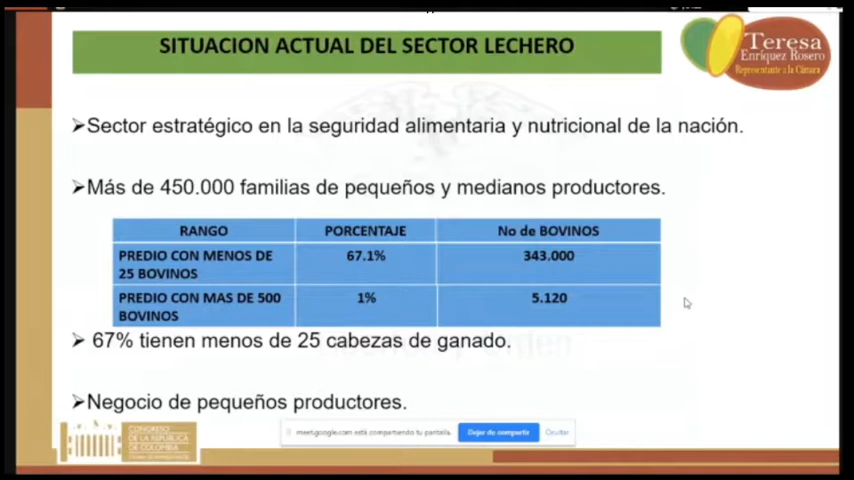 SITUACION ACTUAL DEL SECTOR LECHERO
Teresa
Enríquez Rosero
Representante a la Cámara
➢Sector estratégico en la seguridad alimentaria y nutricional de la nación.
➢Más de 450.000 familias de pequeños y medianos productores.
RANGO PORCENTAJE No de BOVINOS
PREDIO CON MENOS DE 67.1% 343.000
25 BOVINOS
PREDIO CON MAS DE 500 1% 5.120
BOVINOS
➢ 67% tienen menos de 25 cabezas de ganado.
➢Negocio de pequeños productores.
CONGRESO
DE LA REPÚBLICA
DE COLOMBIA
meet.google.com está compartiendo tu pantalla. Dejar de compartir Ocultar